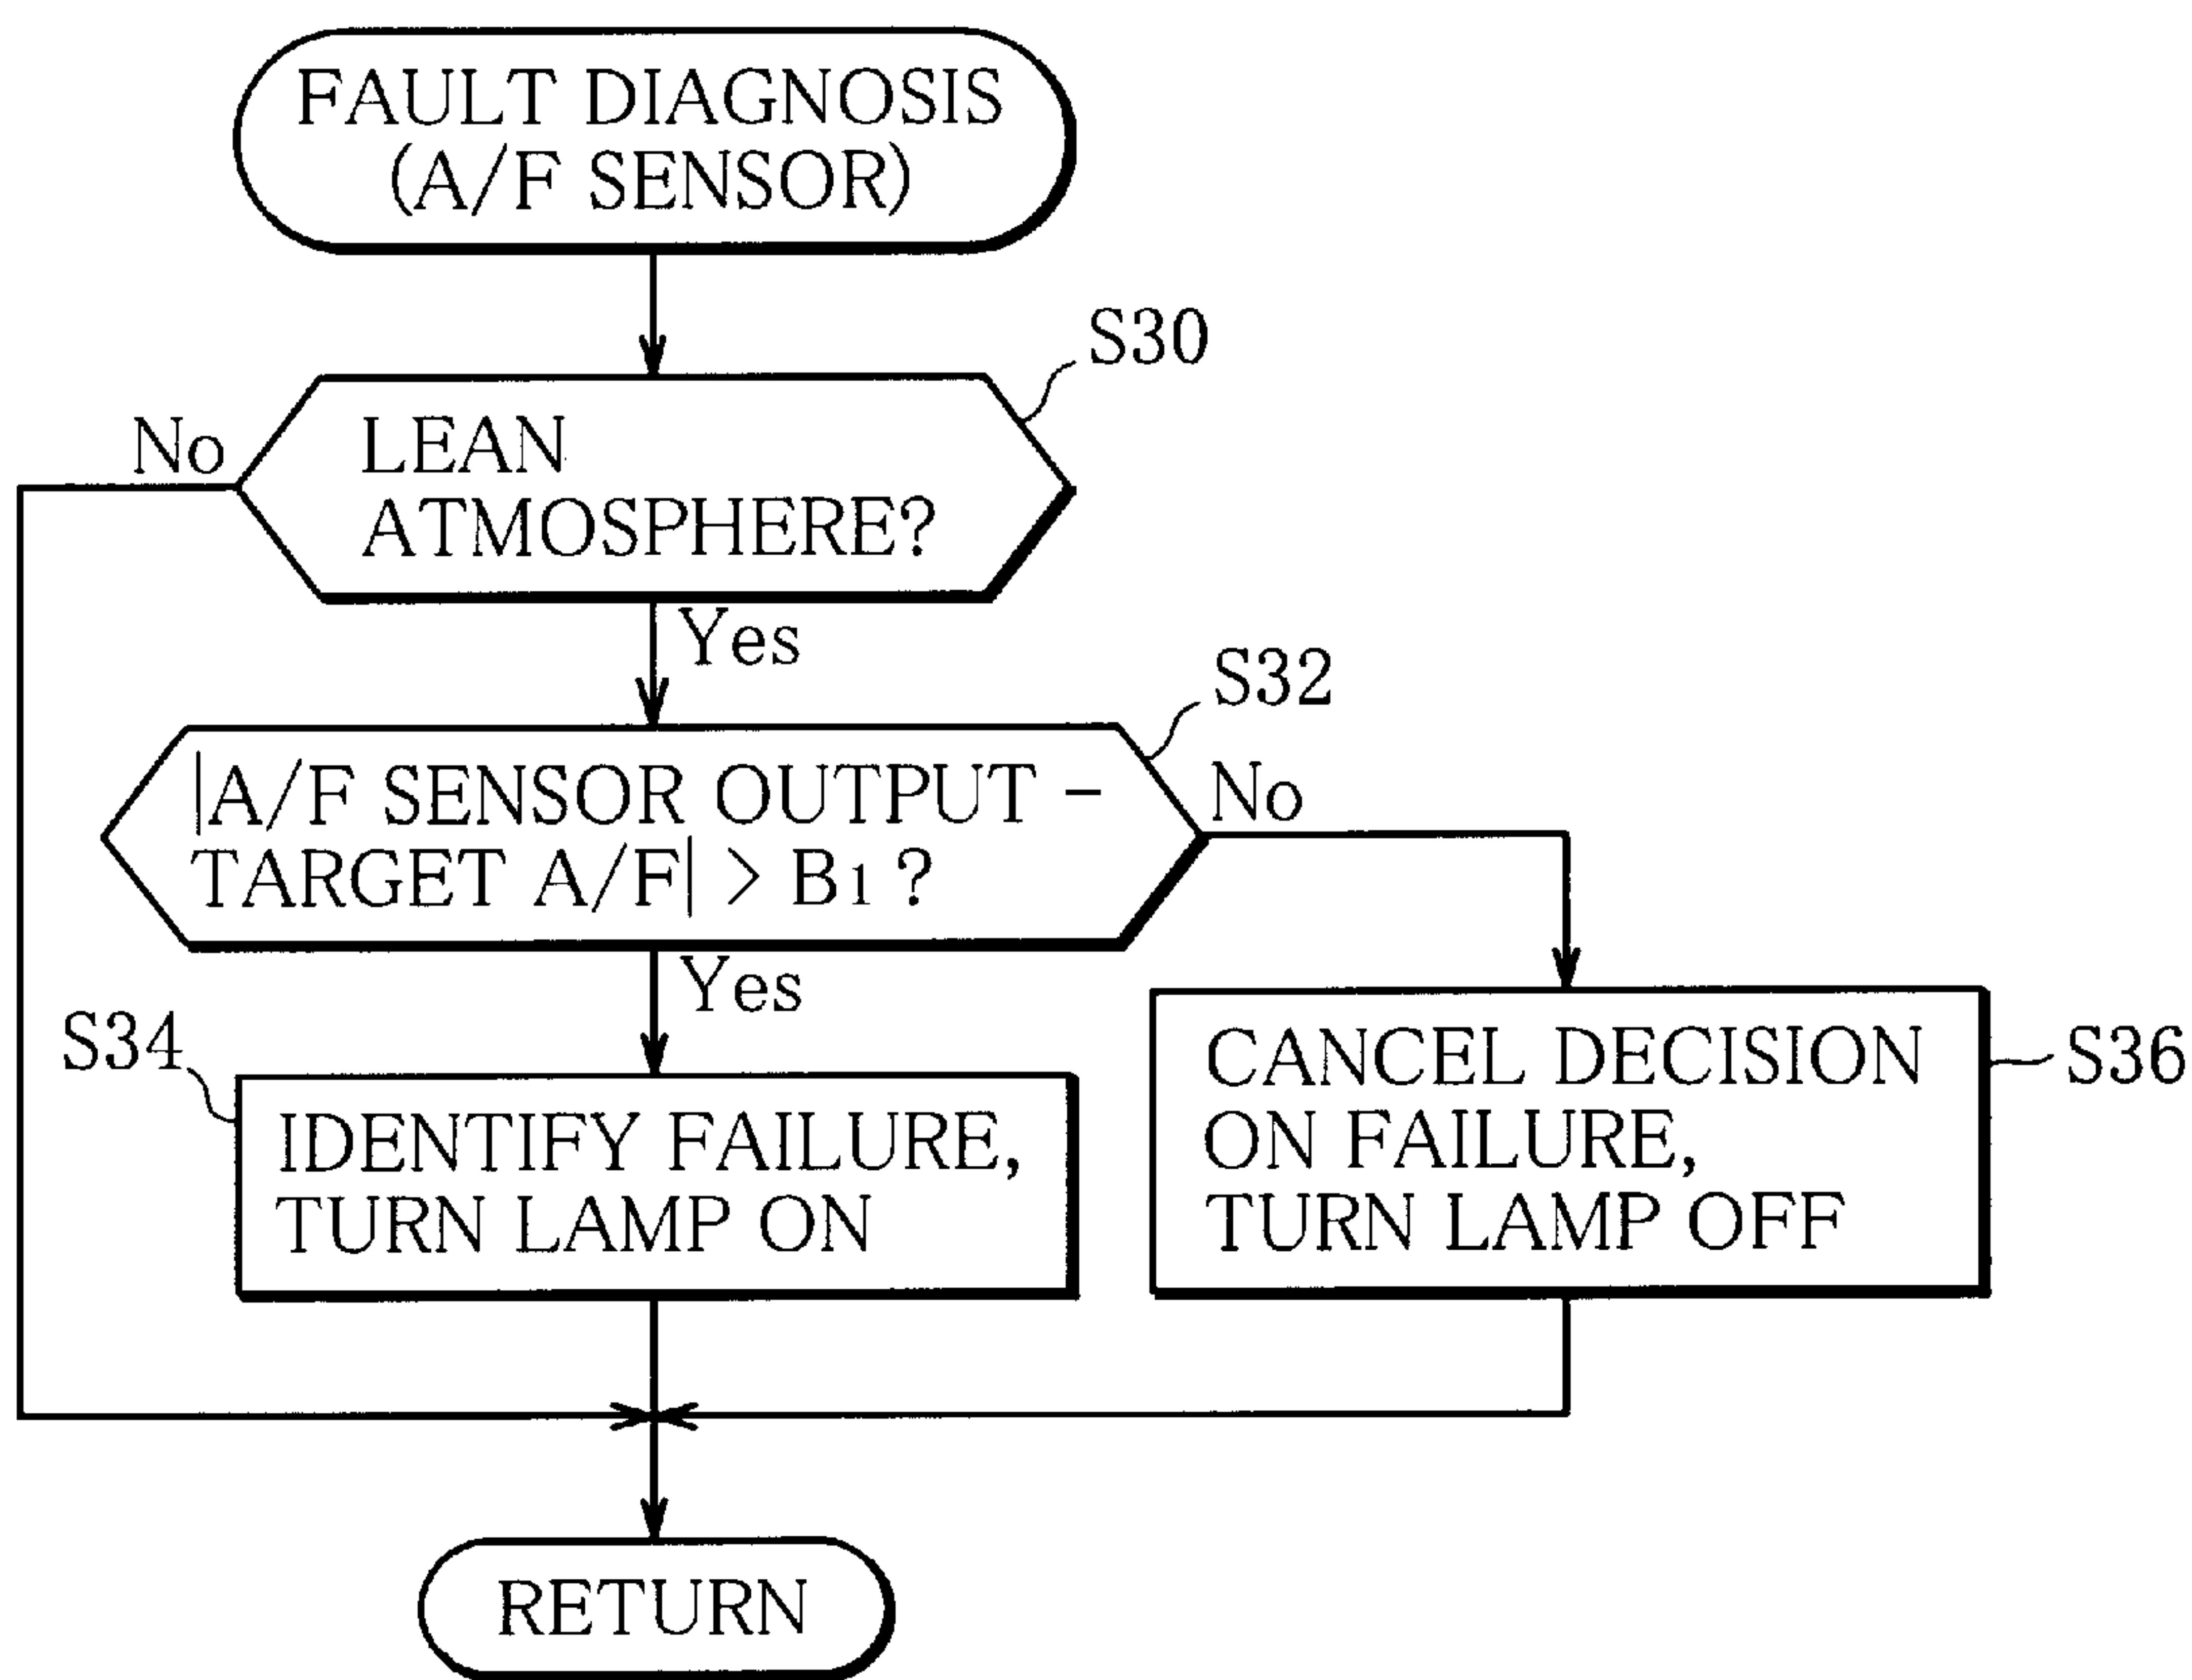 FAULT DIAGNOSIS
(A/F SENSOR)
S30
No
LEAN
ATMOSPHERE?
Yes
S32
|A/F SENSOR OUTPUT –
TARGET A/F| > B1 ?
No
Yes
S34
IDENTIFY FAILURE,
TURN LAMP ON
CANCEL DECISION
ON FAILURE,
TURN LAMP OFF
S36
RETURN